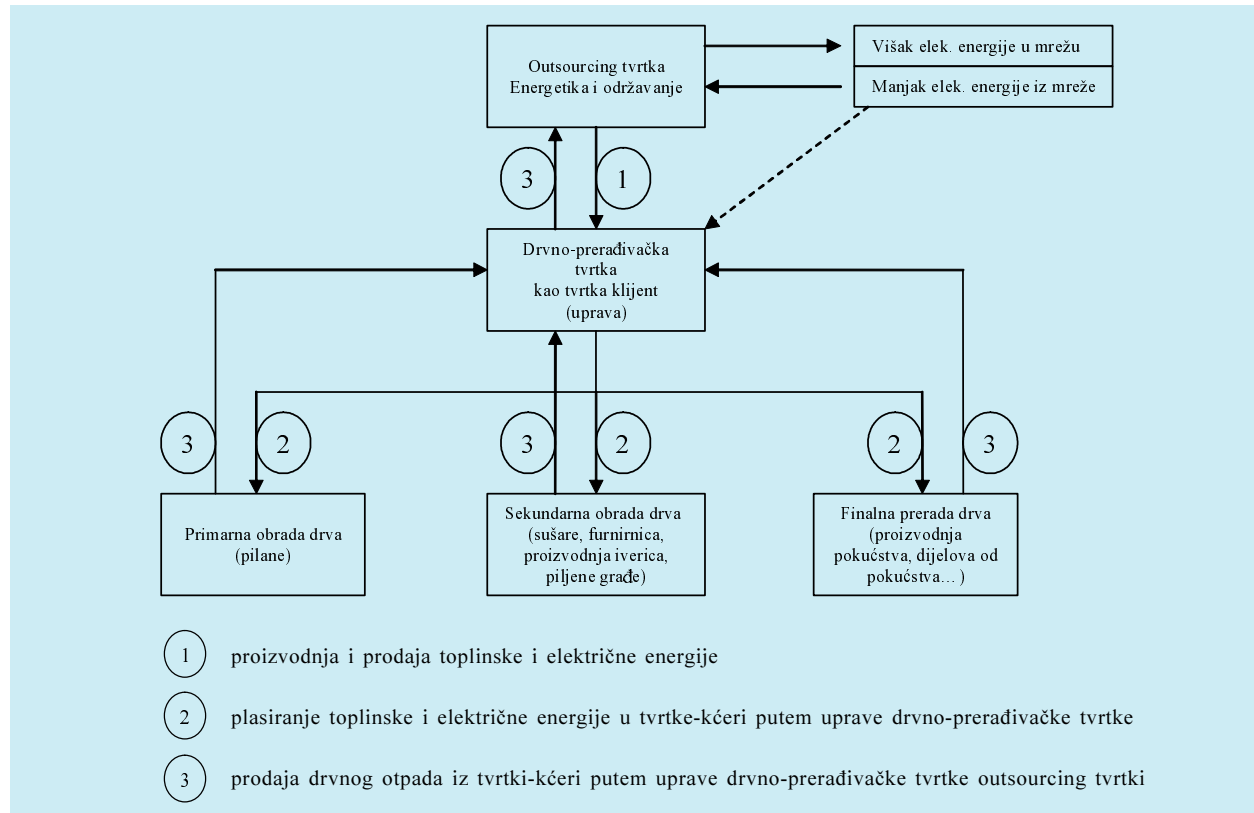 Outsourcing tvrtka
Energetika i održavanje
Višak elek. energije u mrežu
Manjak elek. energije iz mreže
3
1
Drvno-prerađivačka
tvrtka
kao tvrtka klijent
(uprava)
3
2
3
2
2
3
Primarna obrada drva
(pilane)
Sekundarna obrada drva
(sušare, furnirnica,
proizvodnja iverica,
piljene građe)
Finalna prerada drva
(proizvodnja
pokućstva, dijelova od
pokućstva... )
1 proizvodnja i prodaja toplinske i električne energije
2 plasiranje toplinske i električne energije u tvrtke-kćeri putem uprave drvno-prerađivačke tvrtke
3 prodaja drvnog otpada iz tvrtki-kćeri putem uprave drvno-prerađivačke tvrtke outsourcing tvrtki